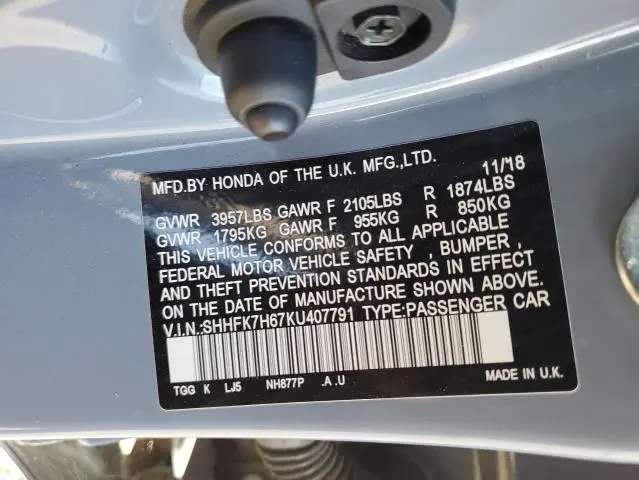 MFD.BY HONDA OF THE U.K. MFG.,LTD. 11/18
GVWR 3957LBS GAWR F 2105LBS R 1874LBS
GVWR 1795KG GAWR F 955KG R 850KG
THIS VEHICLE CONFORMS TO ALL APPLICABLE
FEDERAL MOTOR VEHICLE SAFETY , BUMPER ,
AND THEFT PREVENTION STANDARDS IN EFFECT
ON THE DATE OF MANUFACTURE SHOWN ABOVE.
V.I.N.:SHHFK7H67KU407791 TYPE:PASSENGER CAR
TGG K LJ5 NH877P .A.U MADE IN U.K.